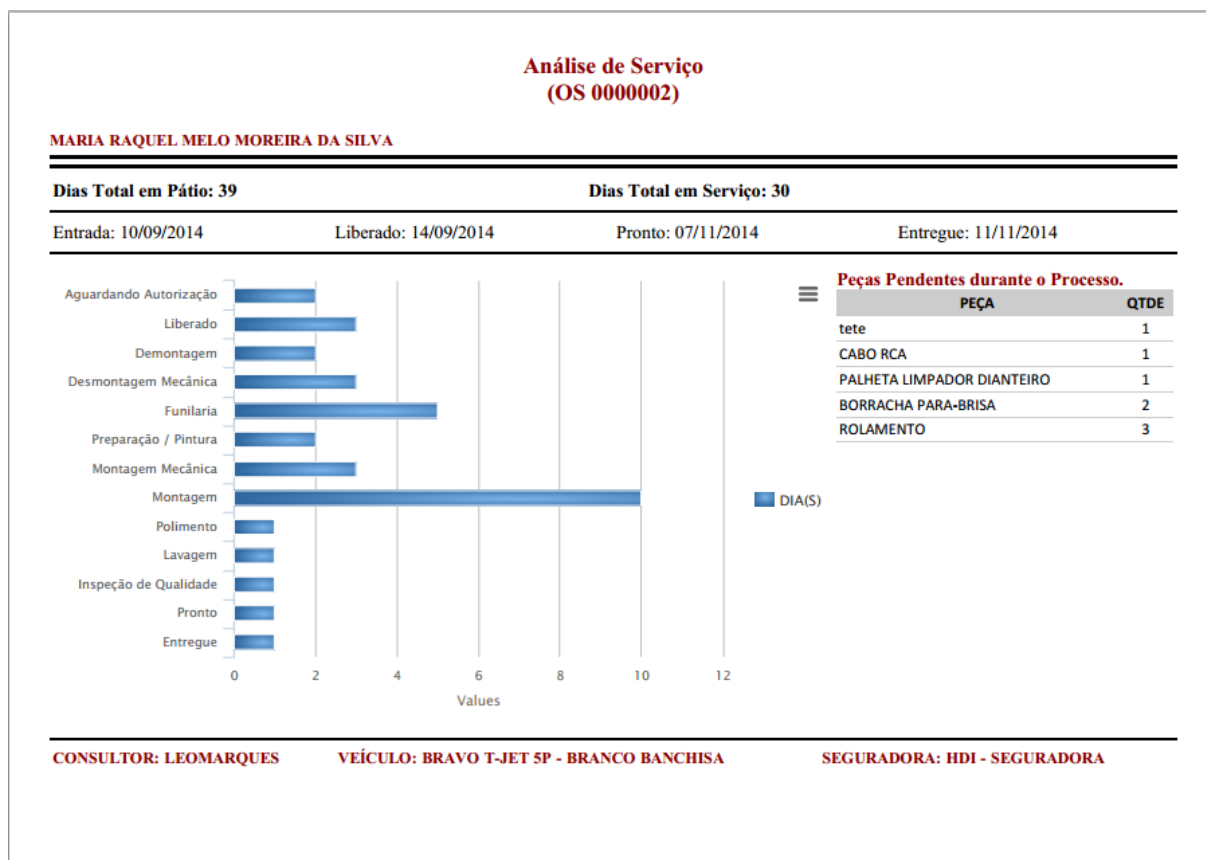 Análise de Serviço
(OS 0000002)
MARIA RAQUEL MELO MOREIRA DA SILVA
Dias Total em Pátio: 39 Dias Total em Serviço: 30
Entrada: 10/09/2014 Liberado: 14/09/2014 Pronto: 07/11/2014 Entregue: 11/11/2014
Aguardando Autorização
Liberado
Demontagem
Desmontagem Mecânica
Funilaria
Preparação / Pintura
Montagem Mecânica
Montagem
Polimento
Lavagem
Inspeção de Qualidade
Pronto
Entregue
0 2 4 6 8 10 12
Values
DIA(S)
Peças Pendentes durante o Processo.
PEÇA QTDE
tete 1
CABO RCA 1
PALHETA LIMPADOR DIANTEIRO 1
BORRACHA PARA-BRISA 2
ROLAMENTO 3
CONSULTOR: LEOMARQUES VEÍCULO: BRAVO T-JET 5P - BRANCO BANCHISA SEGURADORA: HDI - SEGURADORA